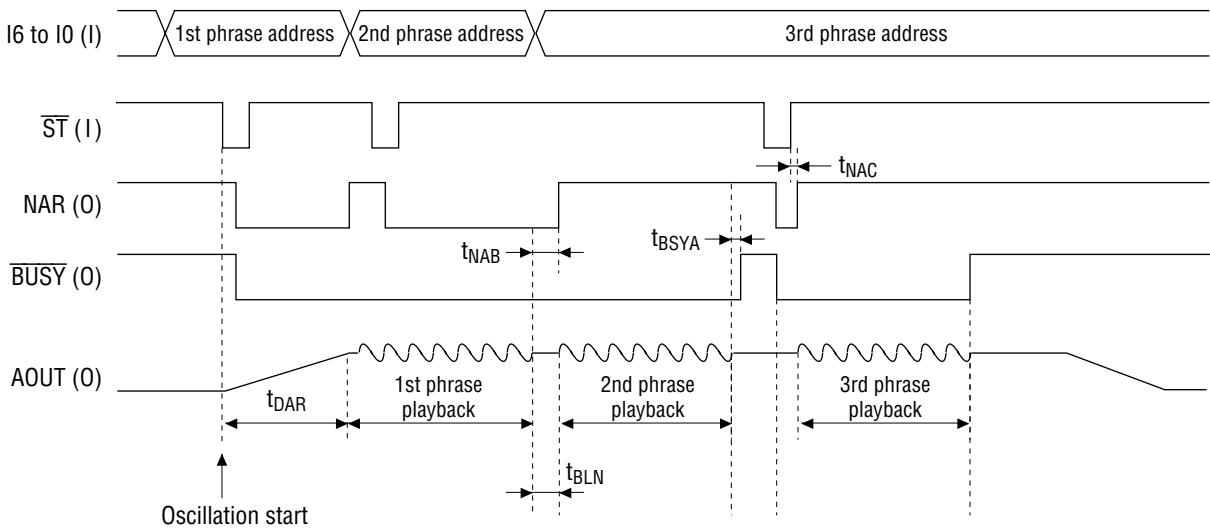 I6 to I0 (I)
1st phrase address
2nd phrase address
3rd phrase address
ST (I)
tNAC
NAR (O)
tNAB
tBSYA
BUSY (O)
AOUT (O)
tDAR
1st phrase
playback
2nd phrase
playback
3rd phrase
playback
tBLN
Oscillation start